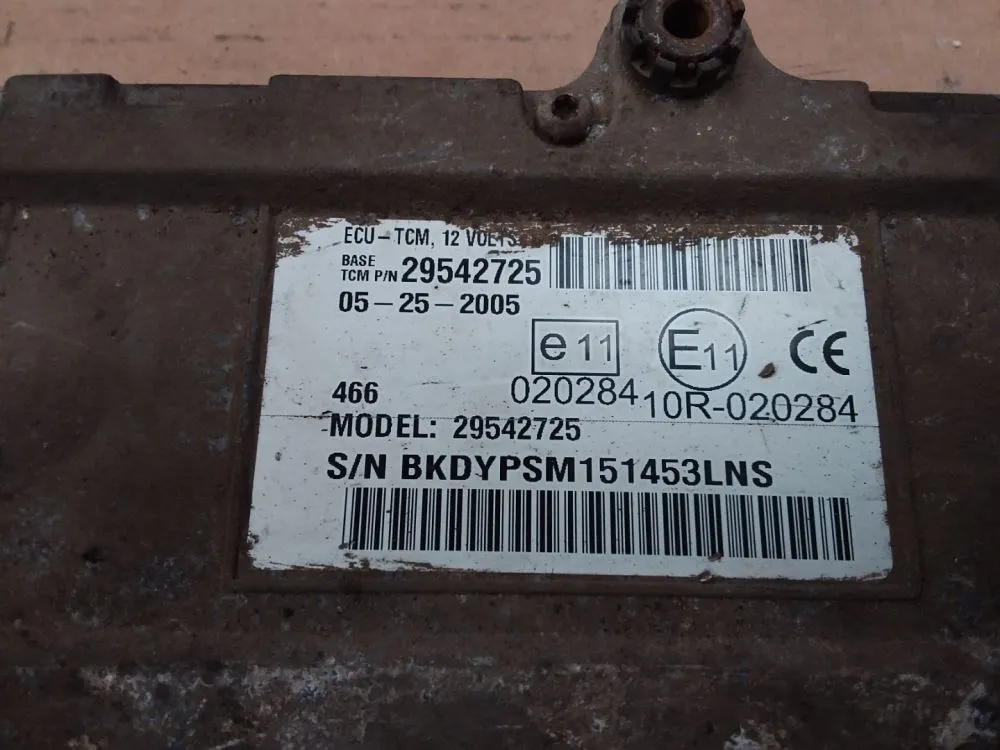 ECU-TCM, 12 VOLTS
BASE
TCM P/N 29542725
05-25-2005
e11
E11
CE
020284
10R-020284
466
MODEL: 29542725
S/N BKDYPSM151453LNS